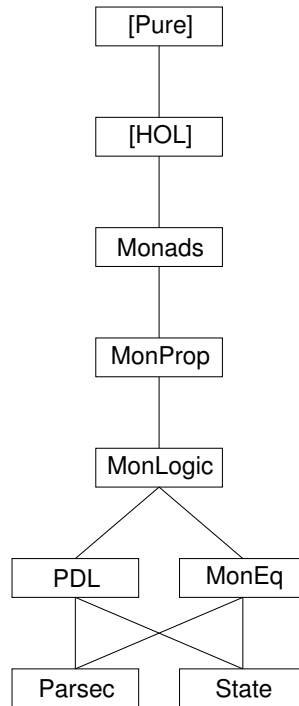 [Pure]
[HOL]
Monads
MonProp
MonLogic
PDL
MonEq
Parsec
State